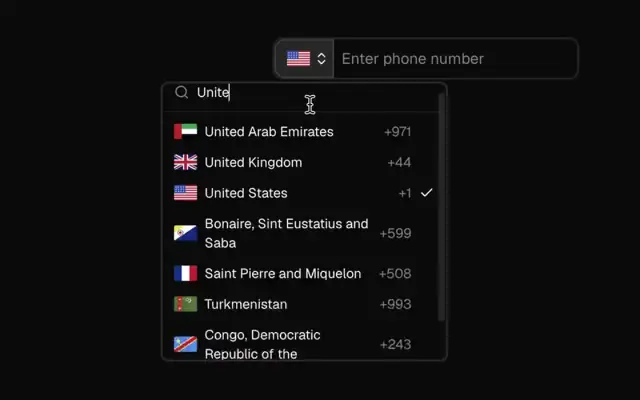 Enter phone number
Unite
United Arab Emirates +971
United Kingdom +44
United States +1
Bonaire, Sint Eustatius and
Saba +599
Saint Pierre and Miquelon +508
Turkmenistan +993
Congo, Democratic
Republic of the +243